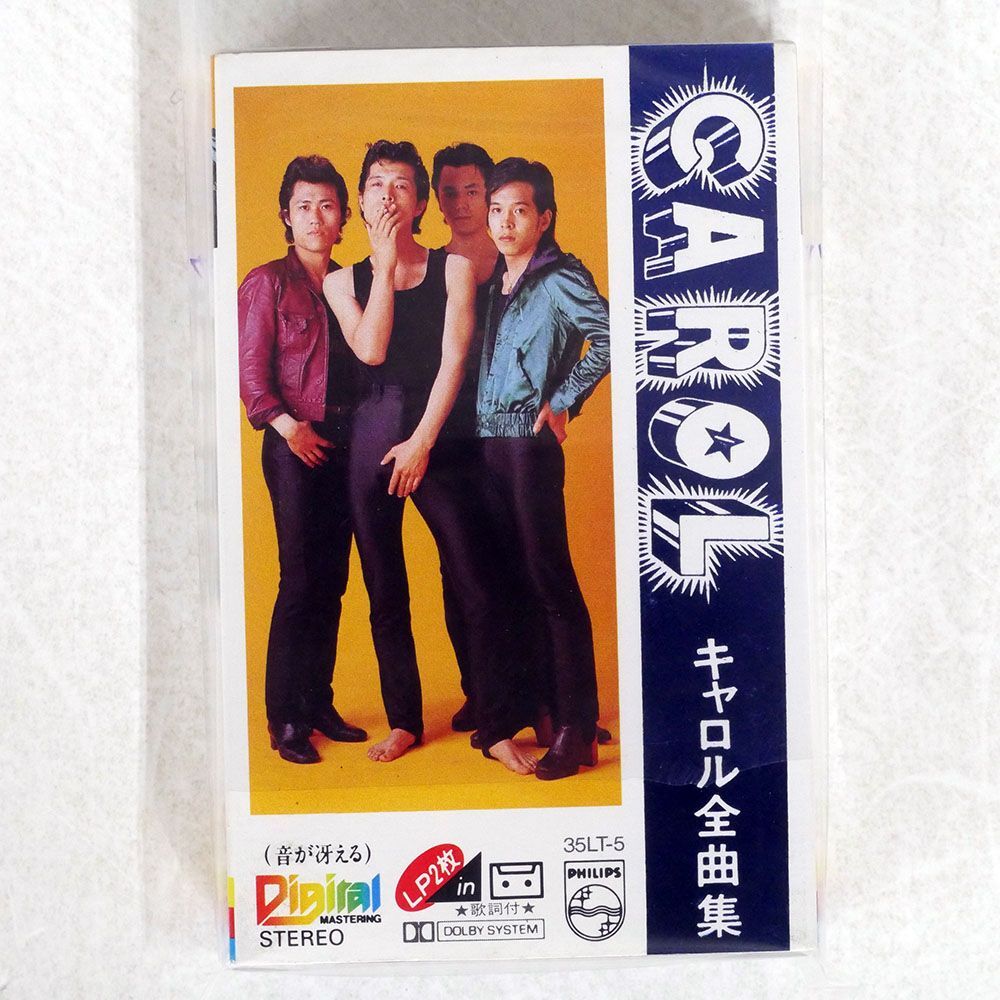 CAROL
キャロル全曲集
(音が冴える)
Digital
MASTERING
STEREO
LP2枚
in
★歌詞付★
DOLBY SYSTEM
35LT-5
PHILIPS